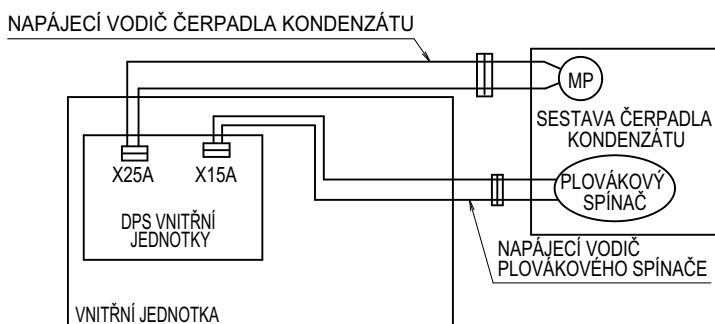 NAPÁJECÍ VODIČ ČERPADLA KONDENZÁTU
MP
SESTAVA ČERPADLA
KONDENZÁTU
X25A
X15A
PLOVÁKOVÝ
SPÍNAČ
DPS VNITŘNÍ
JEDNOTKY
NAPÁJECÍ VODIČ
PLOVÁKOVÉHO SPÍNAČE
VNITŘNÍ JEDNOTKA